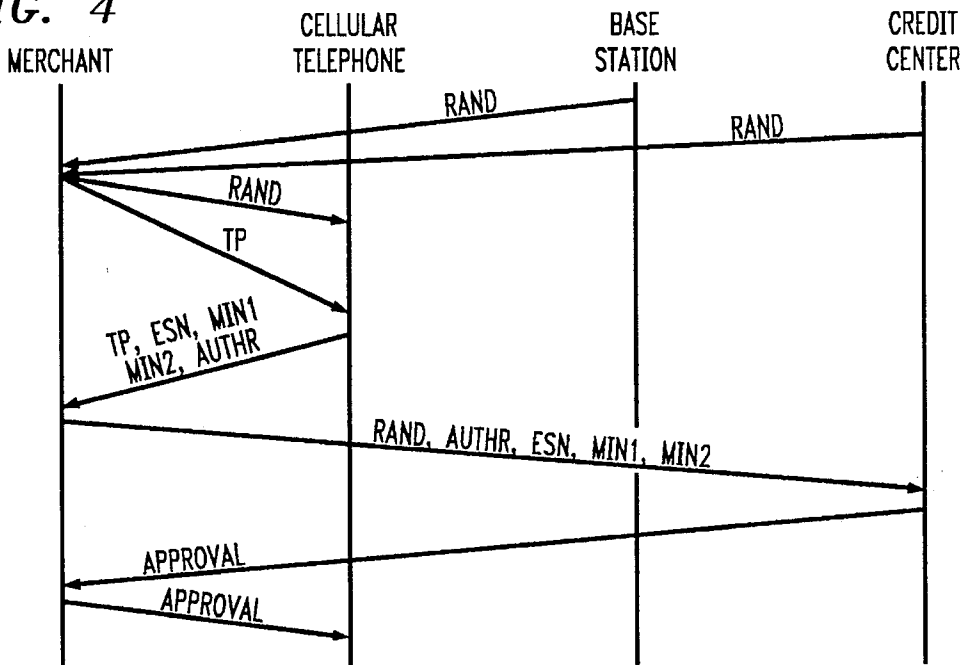 FIG. 4
MERCHANT
CELLULAR
TELEPHONE
BASE
STATION
CREDIT
CENTER
RAND
RAND
RAND
TP
TP, ESN, MIN1
MIN2, AUTHR
RAND, AUTHR, ESN, MIN1, MIN2
APPROVAL
APPROVAL